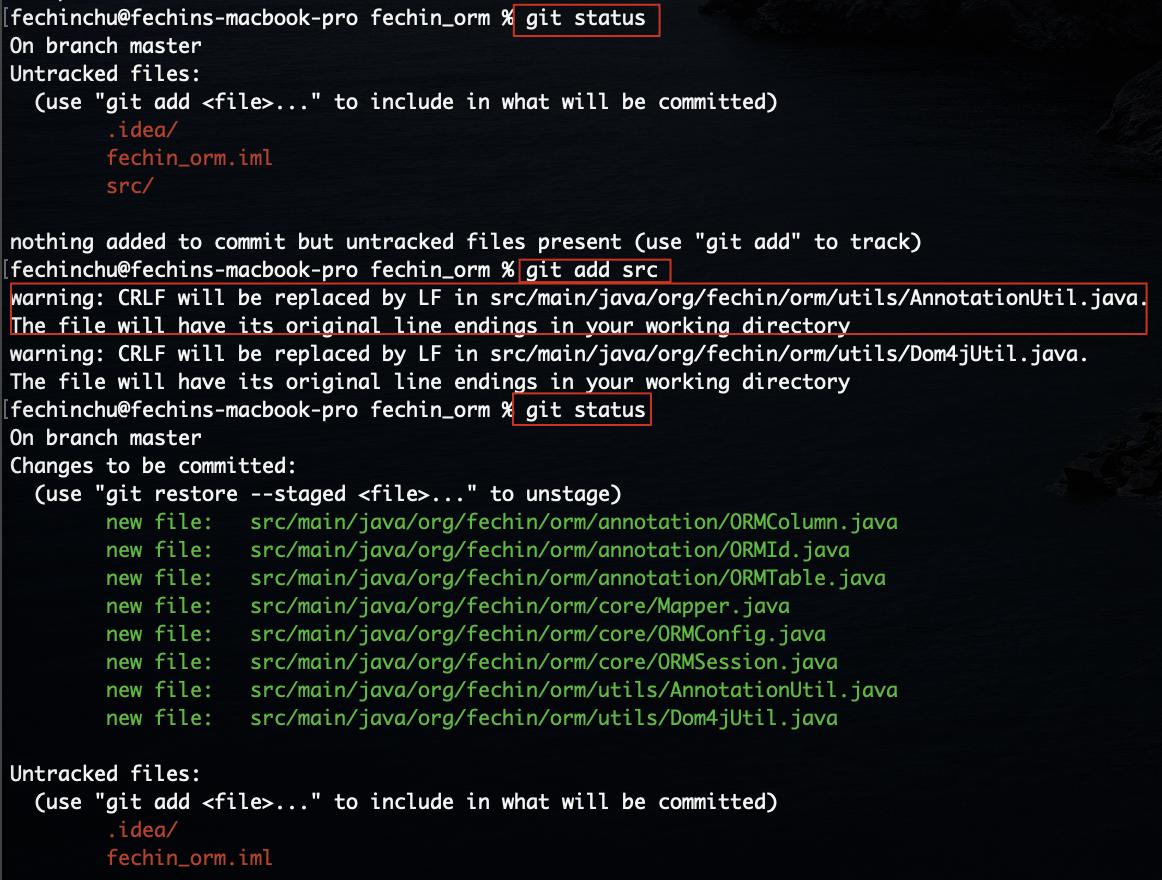 [fechinchu@fechins-macbook-pro fechin_orm % git status
On branch master
Untracked files:
  (use "git add <file>..." to include in what will be committed)
        .idea/
        fechin_orm.iml
        src/

nothing added to commit but untracked files present (use "git add" to track)
[fechinchu@fechins-macbook-pro fechin_orm % git add src
warning: CRLF will be replaced by LF in src/main/java/org/fechin/orm/utils/AnnotationUtil.java.
The file will have its original line endings in your working directory
warning: CRLF will be replaced by LF in src/main/java/org/fechin/orm/utils/Dom4jUtil.java.
The file will have its original line endings in your working directory
[fechinchu@fechins-macbook-pro fechin_orm % git status
On branch master
Changes to be committed:
  (use "git restore --staged <file>..." to unstage)
        new file:   src/main/java/org/fechin/orm/annotation/ORMColumn.java
        new file:   src/main/java/org/fechin/orm/annotation/ORMId.java
        new file:   src/main/java/org/fechin/orm/annotation/ORMTable.java
        new file:   src/main/java/org/fechin/orm/core/Mapper.java
        new file:   src/main/java/org/fechin/orm/core/ORMConfig.java
        new file:   src/main/java/org/fechin/orm/core/ORMSession.java
        new file:   src/main/java/org/fechin/orm/utils/AnnotationUtil.java
        new file:   src/main/java/org/fechin/orm/utils/Dom4jUtil.java

Untracked files:
  (use "git add <file>..." to include in what will be committed)
        .idea/
        fechin_orm.iml